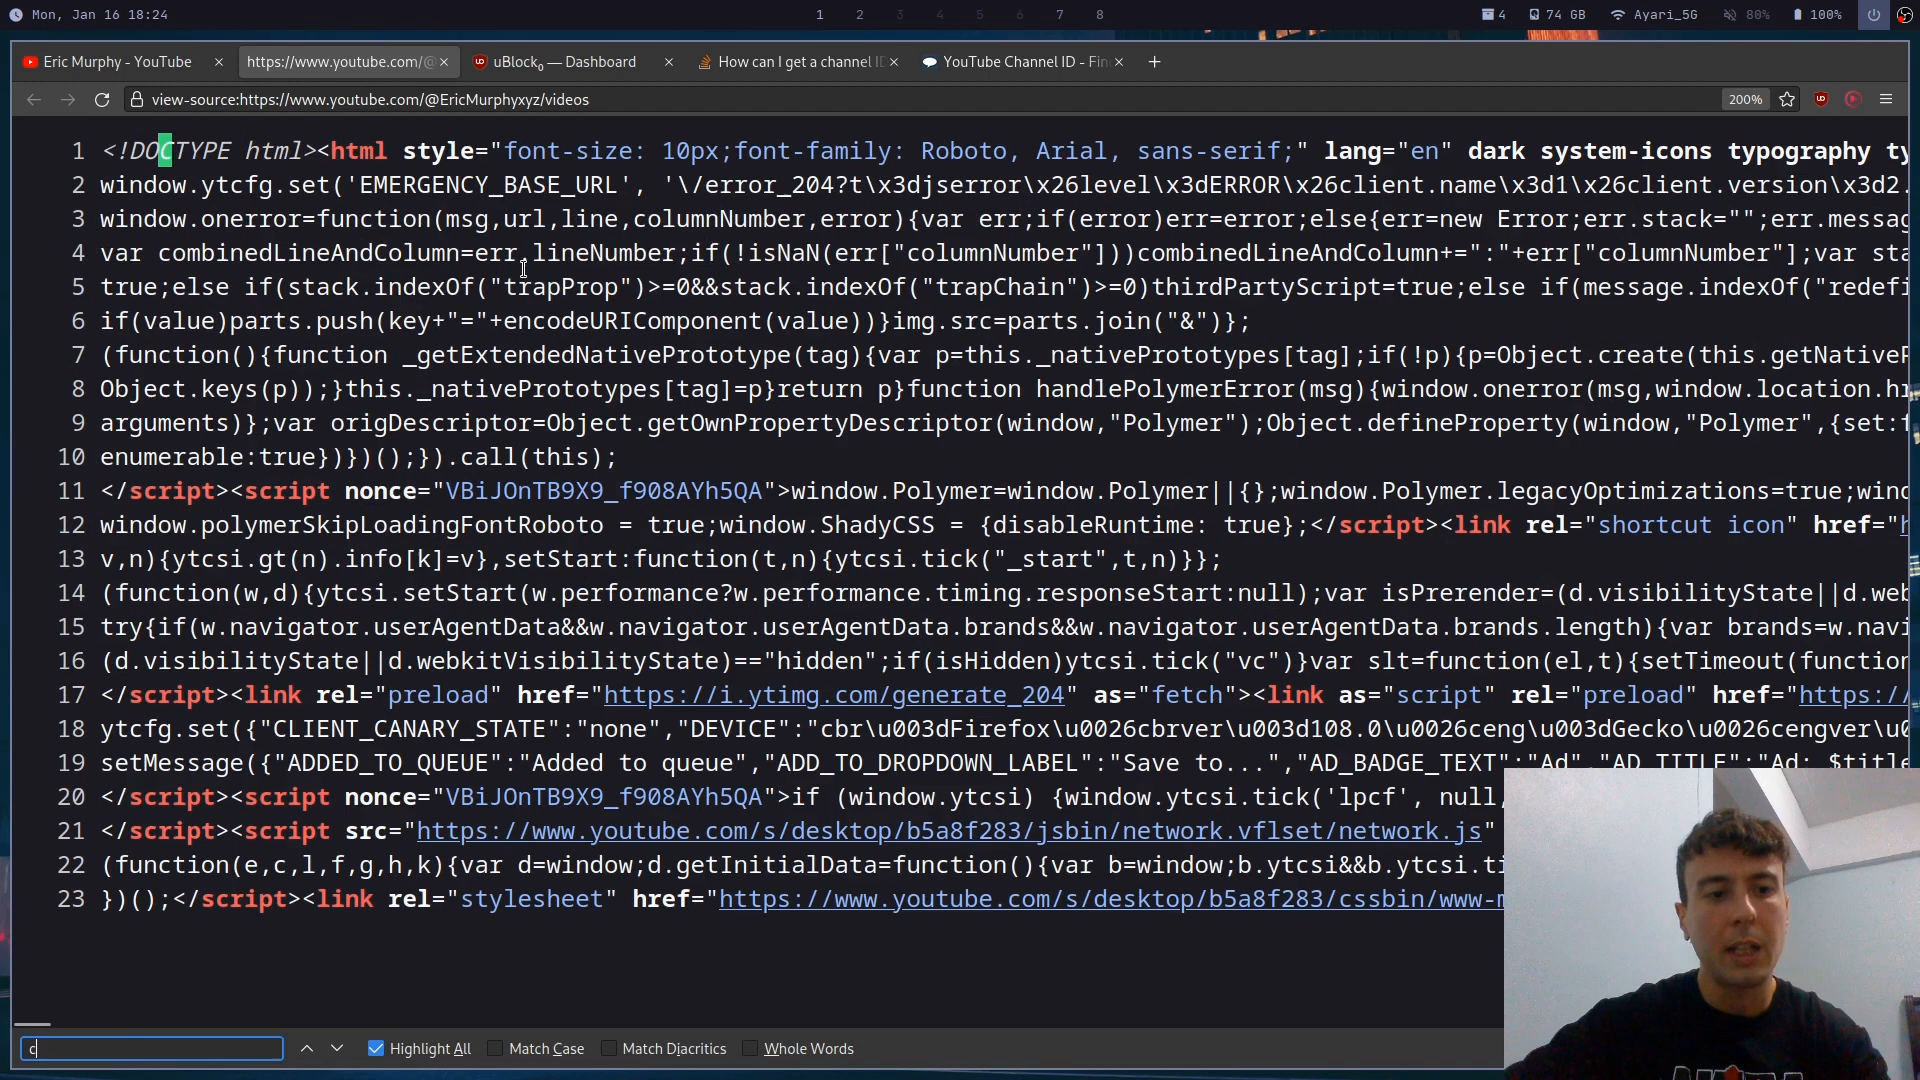 Mon, Jan 16 18:24
1 2 3 4 5 6 7 8
4 74 GB Ayari_5G 80% 100%
Eric Murphy - YouTube
https://www.youtube.com/@
uBlock₀ — Dashboard
How can I get a channel ID
YouTube Channel ID - Fin
view-source:https://www.youtube.com/@EricMurphyxyz/videos
200%
1 <!DOCTYPE html><html style="font-size: 10px;font-family: Roboto, Arial, sans-serif;" lang="en" dark system-icons typography ty
2 window.ytcfg.set('EMERGENCY_BASE_URL', '\/error_204?t\x3djserror\x26level\x3dERROR\x26client.name\x3d1\x26client.version\x3d2.
3 window.onerror=function(msg,url,line,columnNumber,error){var err;if(error)err=error;else{err=new Error;err.stack="";err.messag
4 var combinedLineAndColumn=err.lineNumber;if(!isNaN(err["columnNumber"]))combinedLineAndColumn+=":"+err["columnNumber"];var sta
5 true;else if(stack.indexOf("trapProp")>=0&&stack.indexOf("trapChain")>=0)thirdPartyScript=true;else if(message.indexOf("redefi
6 if(value)parts.push(key+"="+encodeURIComponent(value))}img.src=parts.join("&")};
7 (function(){function _getExtendedNativePrototype(tag){var p=this._nativePrototypes[tag];if(!p){p=Object.create(this.getNativeP
8 Object.keys(p));}this._nativePrototypes[tag]=p}return p}function handlePolymerError(msg){window.onerror(msg,window.location.hr
9 arguments)};var origDescriptor=Object.getOwnPropertyDescriptor(window,"Polymer");Object.defineProperty(window,"Polymer",{set:f
10 enumerable:true})})();}).call(this);
11 </script><script nonce="VBiJOnTB9X9_f908AYh5QA">window.Polymer=window.Polymer||{};window.Polymer.legacyOptimizations=true;wind
12 window.polymerSkipLoadingFontRoboto = true;window.ShadyCSS = {disableRuntime: true};</script><link rel="shortcut icon" href="h
13 v,n){ytcsi.gt(n).info[k]=v},setStart:function(t,n){ytcsi.tick("_start",t,n)}};
14 (function(w,d){ytcsi.setStart(w.performance?w.performance.timing.responseStart:null);var isPrerender=(d.visibilityState||d.web
15 try{if(w.navigator.userAgentData&&w.navigator.userAgentData.brands&&w.navigator.userAgentData.brands.length){var brands=w.navi
16 (d.visibilityState||d.webkitVisibilityState)=="hidden";if(isHidden)ytcsi.tick("vc")}var slt=function(el,t){setTimeout(function
17 </script><link rel="preload" href="https://i.ytimg.com/generate_204" as="fetch"><link as="script" rel="preload" href="https://
18 ytcfg.set({"CLIENT_CANARY_STATE":"none","DEVICE":"cbr\u003dFirefox\u0026cbrver\u003d108.0\u0026ceng\u003dGecko\u0026cengver\u0
19 setMessage({"ADDED_TO_QUEUE":"Added to queue","ADD_TO_DROPDOWN_LABEL":"Save to...","AD_BADGE_TEXT":"Ad","AD_TITLE":"Ad: $title
20 </script><script nonce="VBiJOnTB9X9_f908AYh5QA">if (window.ytcsi) {window.ytcsi.tick('lpcf', null,
21 </script><script src="https://www.youtube.com/s/desktop/b5a8f283/jsbin/network.vflset/network.js"
22 (function(e,c,l,f,g,h,k){var d=window;d.getInitialData=function(){var b=window;b.ytcsi&&b.ytcsi.ti
23 })();</script><link rel="stylesheet" href="https://www.youtube.com/s/desktop/b5a8f283/cssbin/www-m
c
Highlight All
Match Case
Match Diacritics
Whole Words